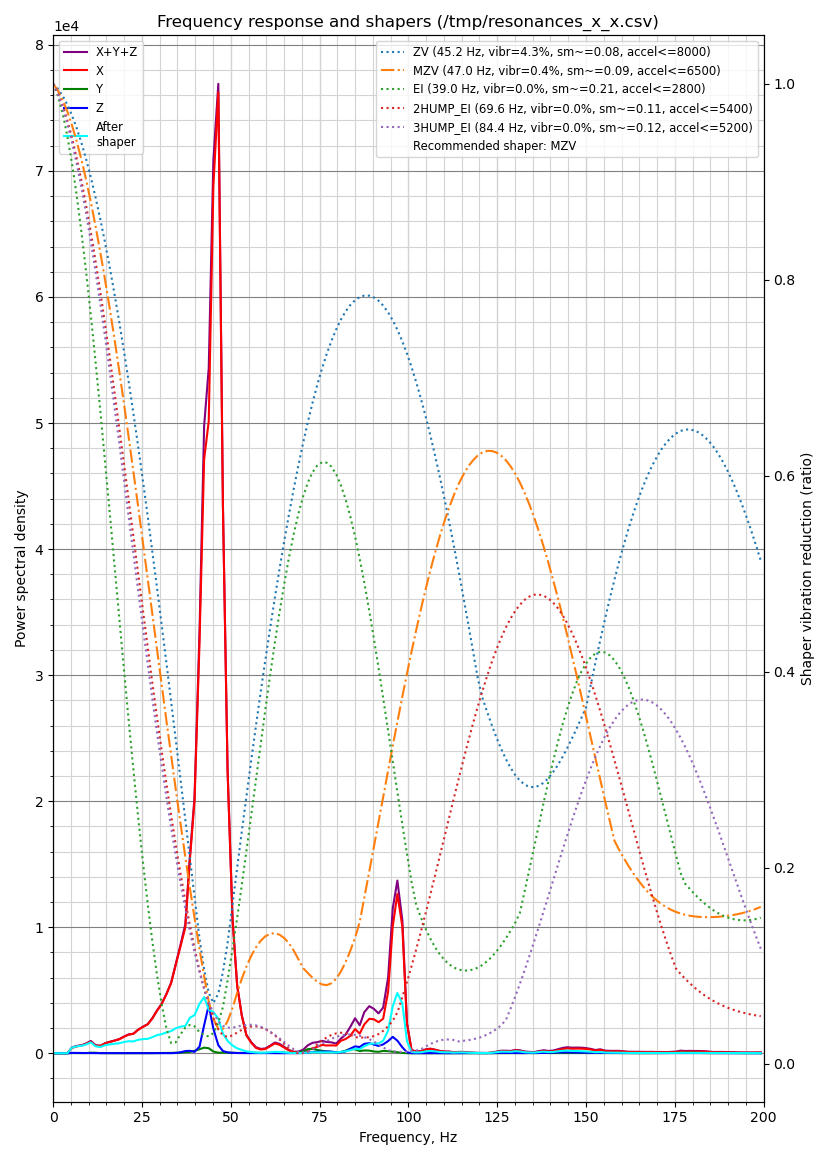 Frequency response and shapers (/tmp/resonances_x_x.csv)
1e4
X+Y+Z
X
Y
Z
After
shaper
ZV (45.2 Hz, vibr=4.3%, sm~=0.08, accel<=8000)
MZV (47.0 Hz, vibr=0.4%, sm~=0.09, accel<=6500)
EI (39.0 Hz, vibr=0.0%, sm~=0.21, accel<=2800)
2HUMP_EI (69.6 Hz, vibr=0.0%, sm~=0.11, accel<=5400)
3HUMP_EI (84.4 Hz, vibr=0.0%, sm~=0.12, accel<=5200)
Recommended shaper: MZV
8
7
6
5
4
3
2
1
0
Power spectral density
1.0
0.8
0.6
0.4
0.2
0.0
Shaper vibration reduction (ratio)
0 25 50 75 100 125 150 175 200
Frequency, Hz